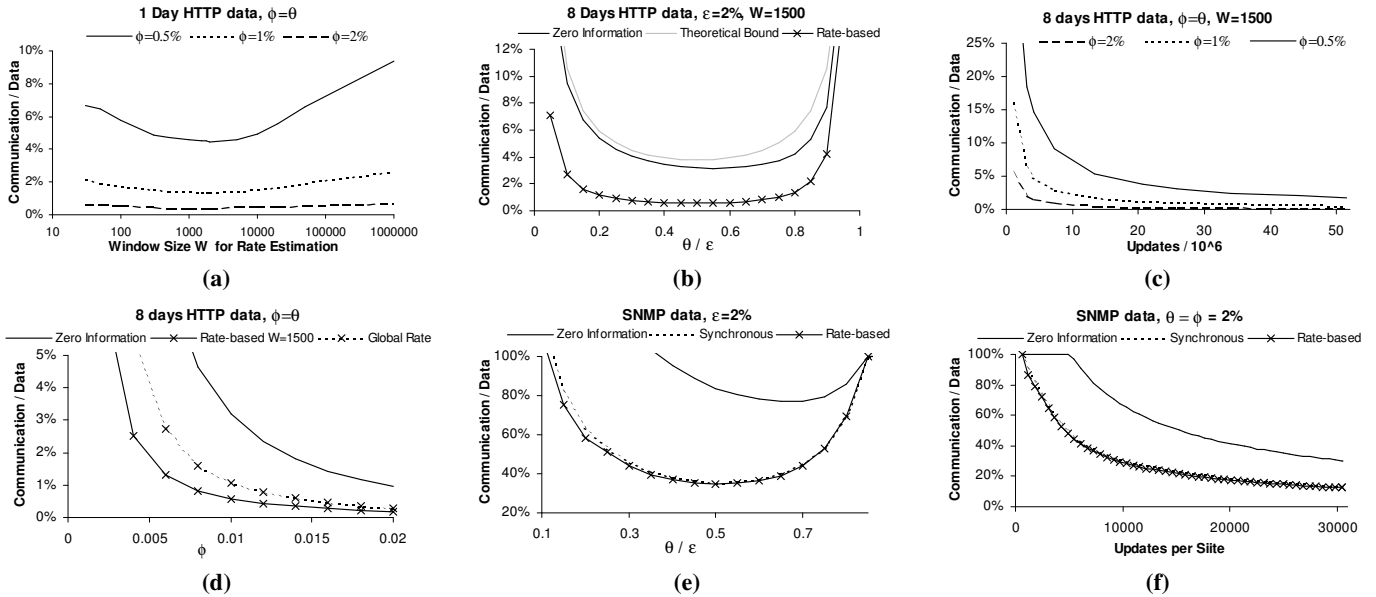 1 Day HTTP data, ϕ=θ
ϕ=0.5% ϕ=1% ϕ=2%
Communication / Data
10%
8%
6%
4%
2%
0%
10 100 1000 10000 100000 1000000
Window Size W for Rate Estimation
(a)
8 Days HTTP data, ε=2%, W=1500
Zero Information Theoretical Bound Rate-based
Communication / Data
12%
10%
8%
6%
4%
2%
0%
0 0.2 0.4 0.6 0.8 1
θ / ε
(b)
8 days HTTP data, ϕ=θ, W=1500
ϕ=2% ϕ=1% ϕ=0.5%
Communication / Data
25%
20%
15%
10%
5%
0%
0 10 20 30 40 50
Updates / 10^6
(c)
8 days HTTP data, ϕ=θ
Zero Information Rate-based W=1500 Global Rate
Communication / Data
5%
4%
3%
2%
1%
0%
0 0.005 0.01 0.015 0.02
ϕ
(d)
SNMP data, ε=2%
Zero Information Synchronous Rate-based
Communication / Data
100%
80%
60%
40%
20%
0.1 0.3 0.5 0.7
θ / ε
(e)
SNMP data, θ = ϕ = 2%
Zero Information Synchronous Rate-based
Communication / Data
100%
80%
60%
40%
20%
0%
0 10000 20000 30000
Updates per Siite
(f)